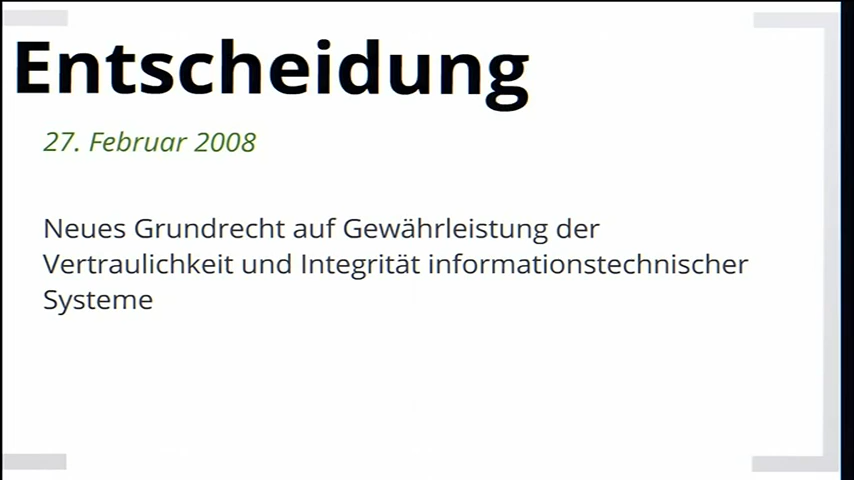 Entscheidung
27. Februar 2008
Neues Grundrecht auf Gewährleistung der
Vertraulichkeit und Integrität informationstechnischer
Systeme